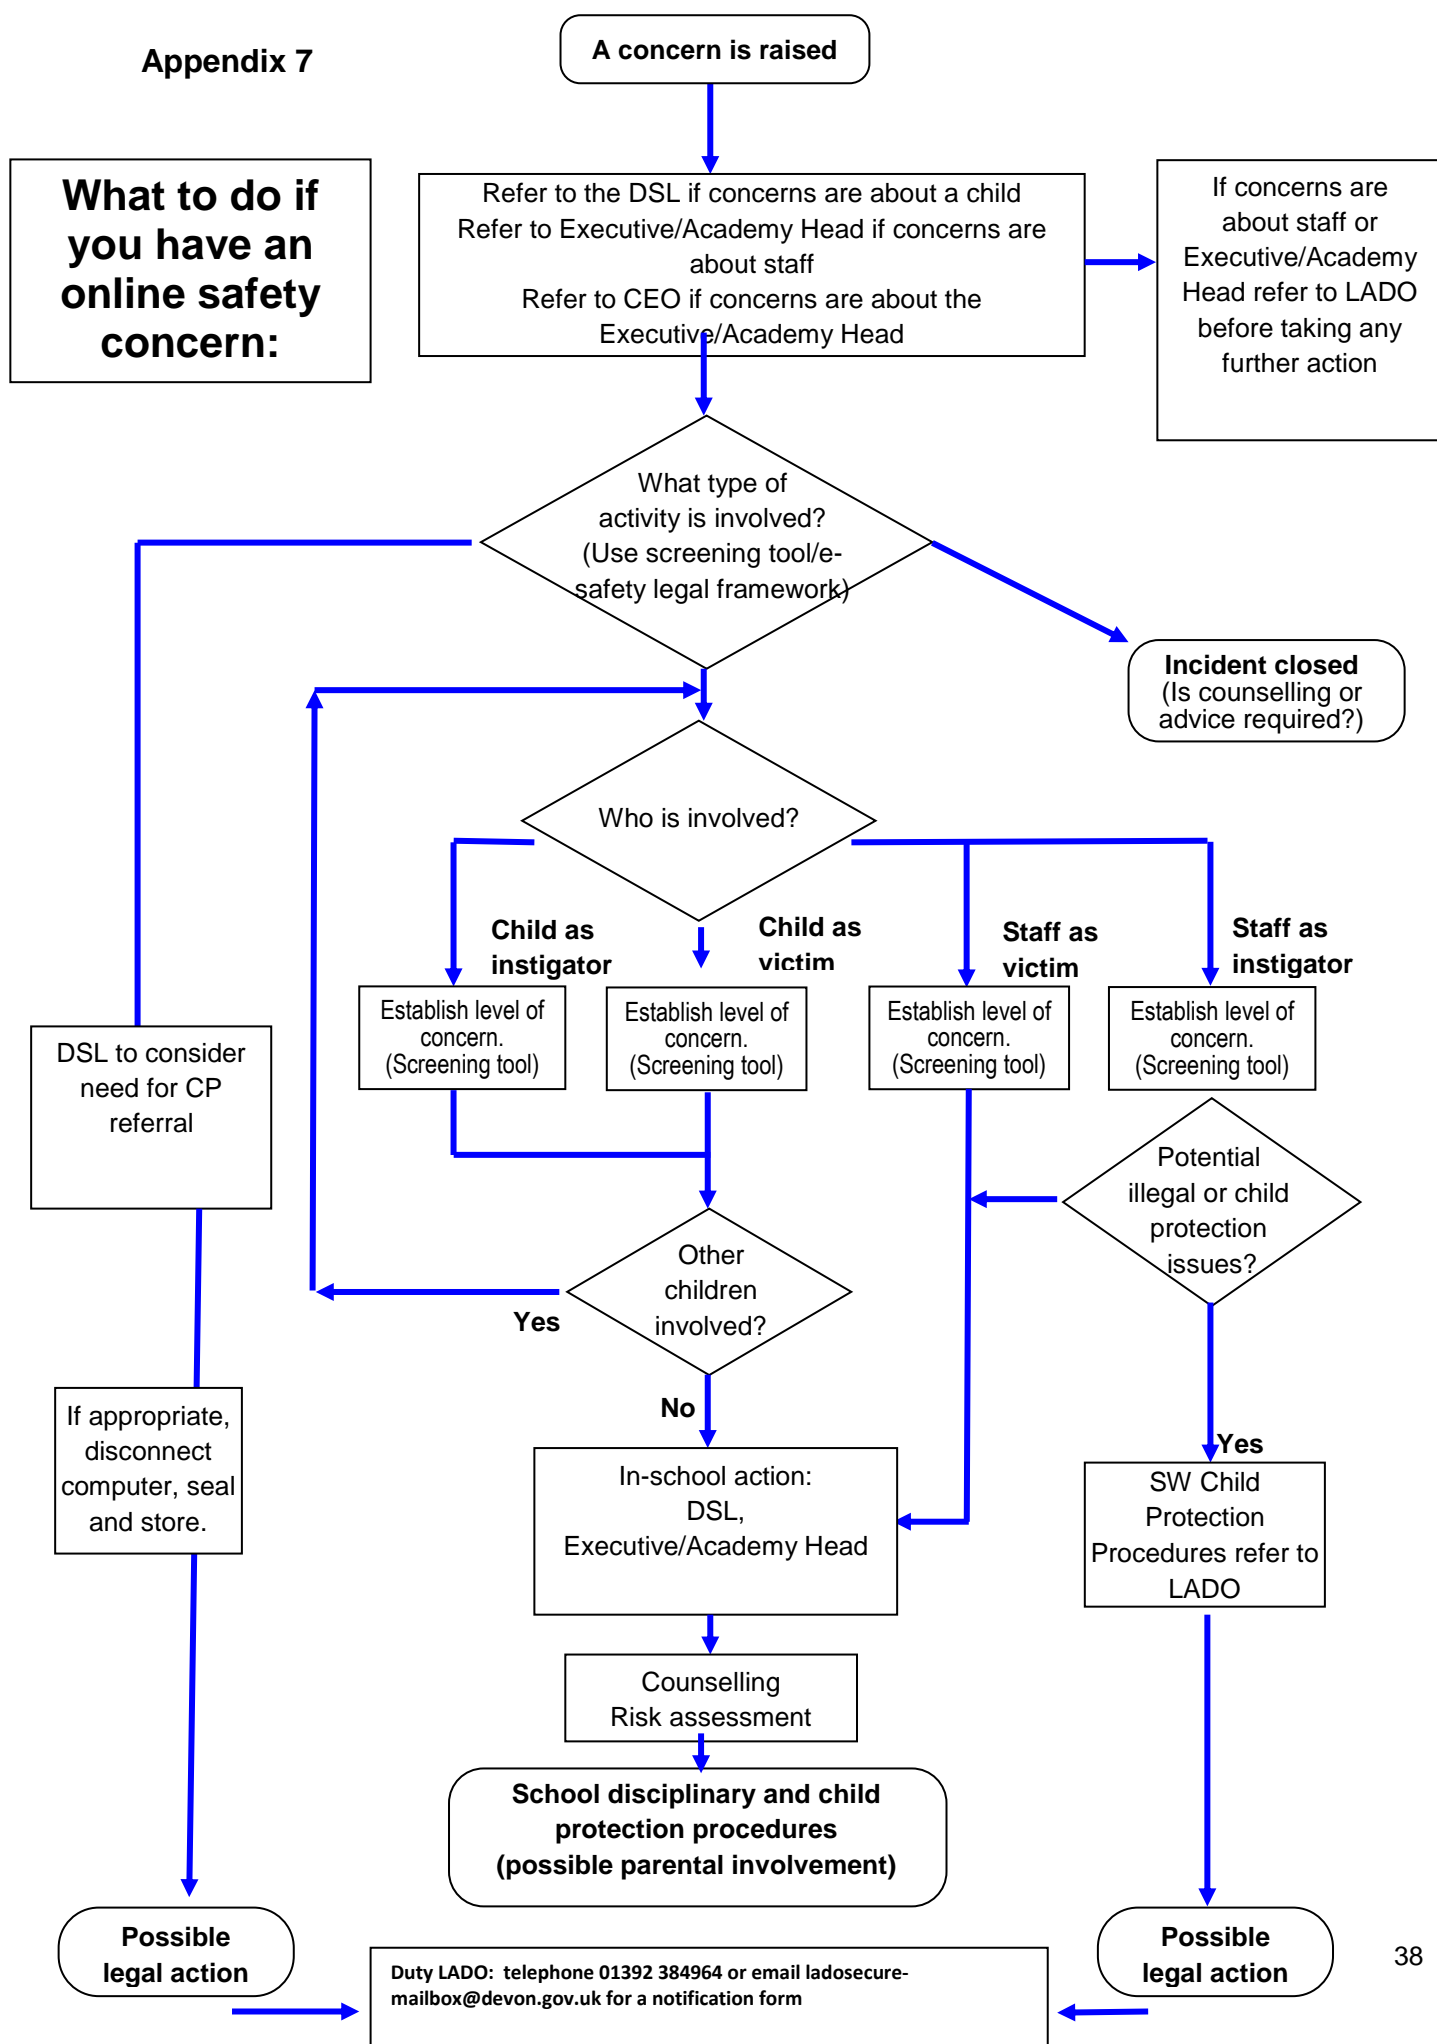 Appendix 7
A concern is raised
What to do if
you have an
online safety
concern:
Refer to the DSL if concerns are about a child
Refer to Executive/Academy Head if concerns are
about staff
Refer to CEO if concerns are about the
Executive/Academy Head
If concerns are
about staff or
Executive/Academy
Head refer to LADO
before taking any
further action
What type of
activity is involved?
(Use screening tool/e-
safety legal framework)
Incident closed
(Is counselling or
advice required?)
Who is involved?
Child as
instigator
Child as
victim
Staff as
victim
Staff as
instigator
Establish level of
concern.
(Screening tool)
Establish level of
concern.
(Screening tool)
Establish level of
concern.
(Screening tool)
Establish level of
concern.
(Screening tool)
DSL to consider
need for CP
referral
Potential
illegal or child
protection
issues?
Other
children
involved?
Yes
No
Yes
If appropriate,
disconnect
computer, seal
and store.
In-school action:
DSL,
Executive/Academy Head
SW Child
Protection
Procedures refer to
LADO
Counselling
Risk assessment
School disciplinary and child
protection procedures
(possible parental involvement)
Possible
legal action
Possible
legal action
Duty LADO: telephone 01392 384964 or email ladosecure-
mailbox@devon.gov.uk for a notification form
38